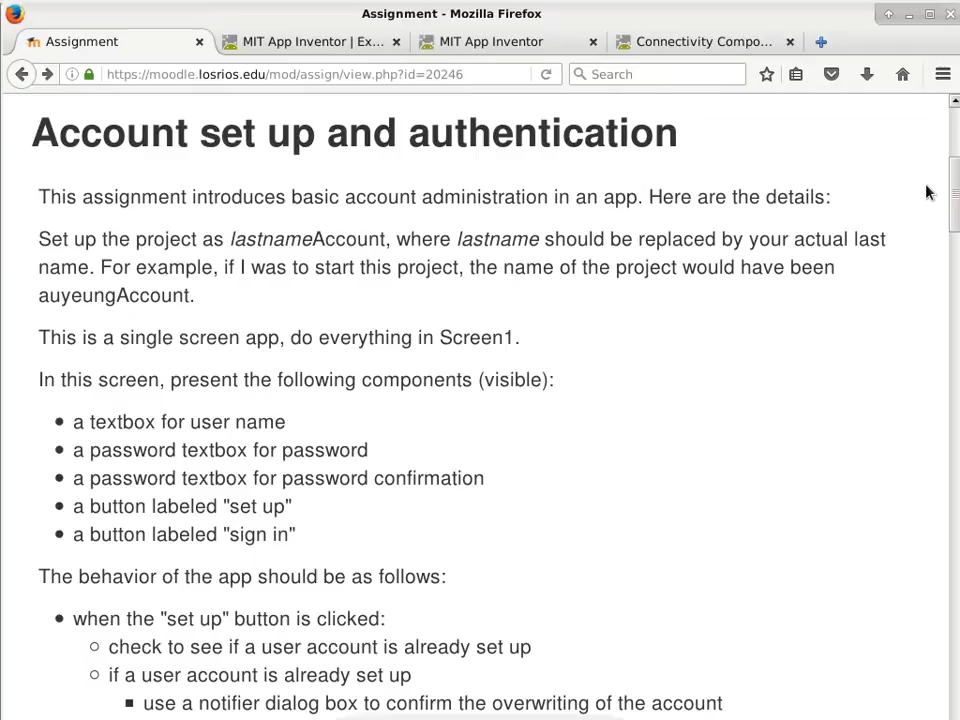 Assignment - Mozilla Firefox
Assignment
MIT App Inventor | Ex...
MIT App Inventor
Connectivity Compo...
https://moodle.losrios.edu/mod/assign/view.php?id=20246
Search
Account set up and authentication
This assignment introduces basic account administration in an app. Here are the details:
Set up the project as lastnameAccount, where lastname should be replaced by your actual last
name. For example, if I was to start this project, the name of the project would have been
auyeungAccount.
This is a single screen app, do everything in Screen1.
In this screen, present the following components (visible):
• a textbox for user name
• a password textbox for password
• a password textbox for password confirmation
• a button labeled "set up"
• a button labeled "sign in"
The behavior of the app should be as follows:
• when the "set up" button is clicked:
○ check to see if a user account is already set up
○ if a user account is already set up
■ use a notifier dialog box to confirm the overwriting of the account